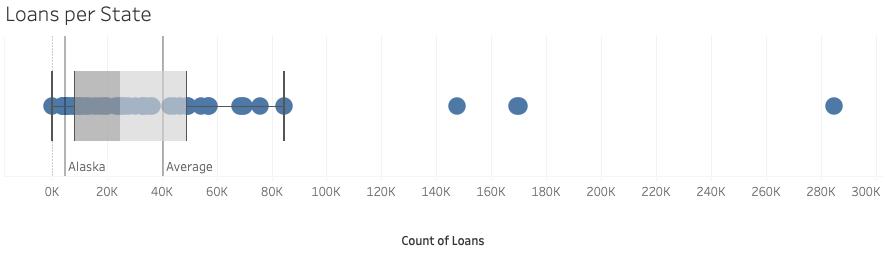 Loans per State
Alaska Average
0K 20K 40K 60K 80K 100K 120K 140K 160K 180K 200K 220K 240K 260K 280K 300K
Count of Loans